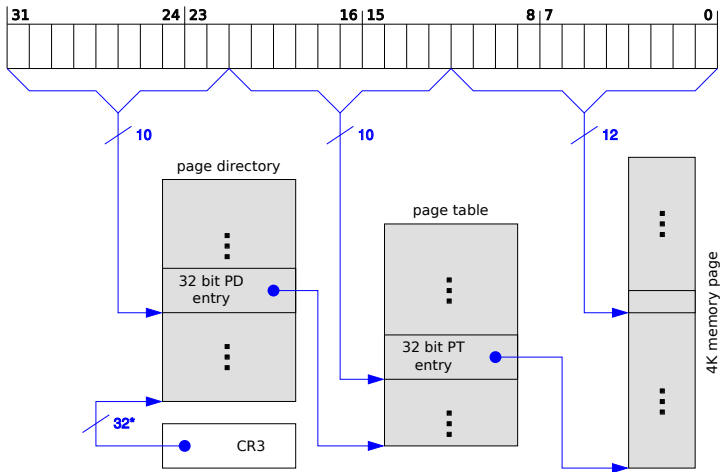 31 24 23 16 15 8 7 0
10 10 12
page directory
page table
32 bit PD
entry
32 bit PT
entry
4K memory page
32*
CR3